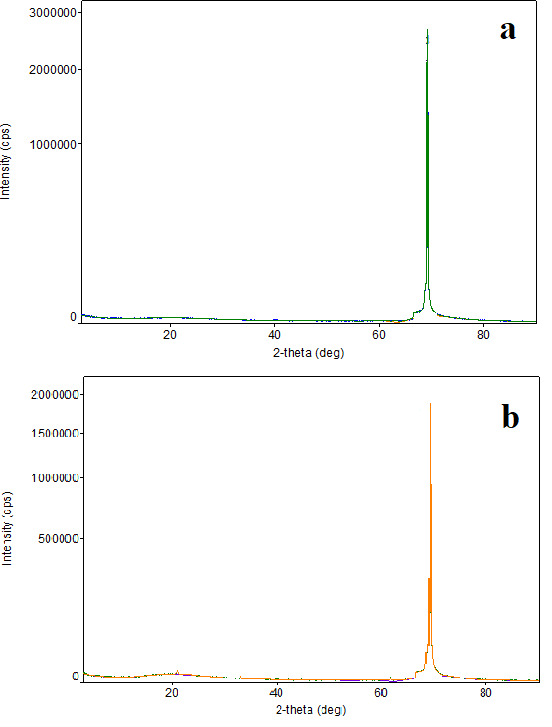 a
3000000
2000000
1000000
0
Intensity (cps)
20 40 60 80
2-theta (deg)
b
2000000
1500000
1000000
500000
0
Intensity (cps)
20 40 60 80
2-theta (deg)